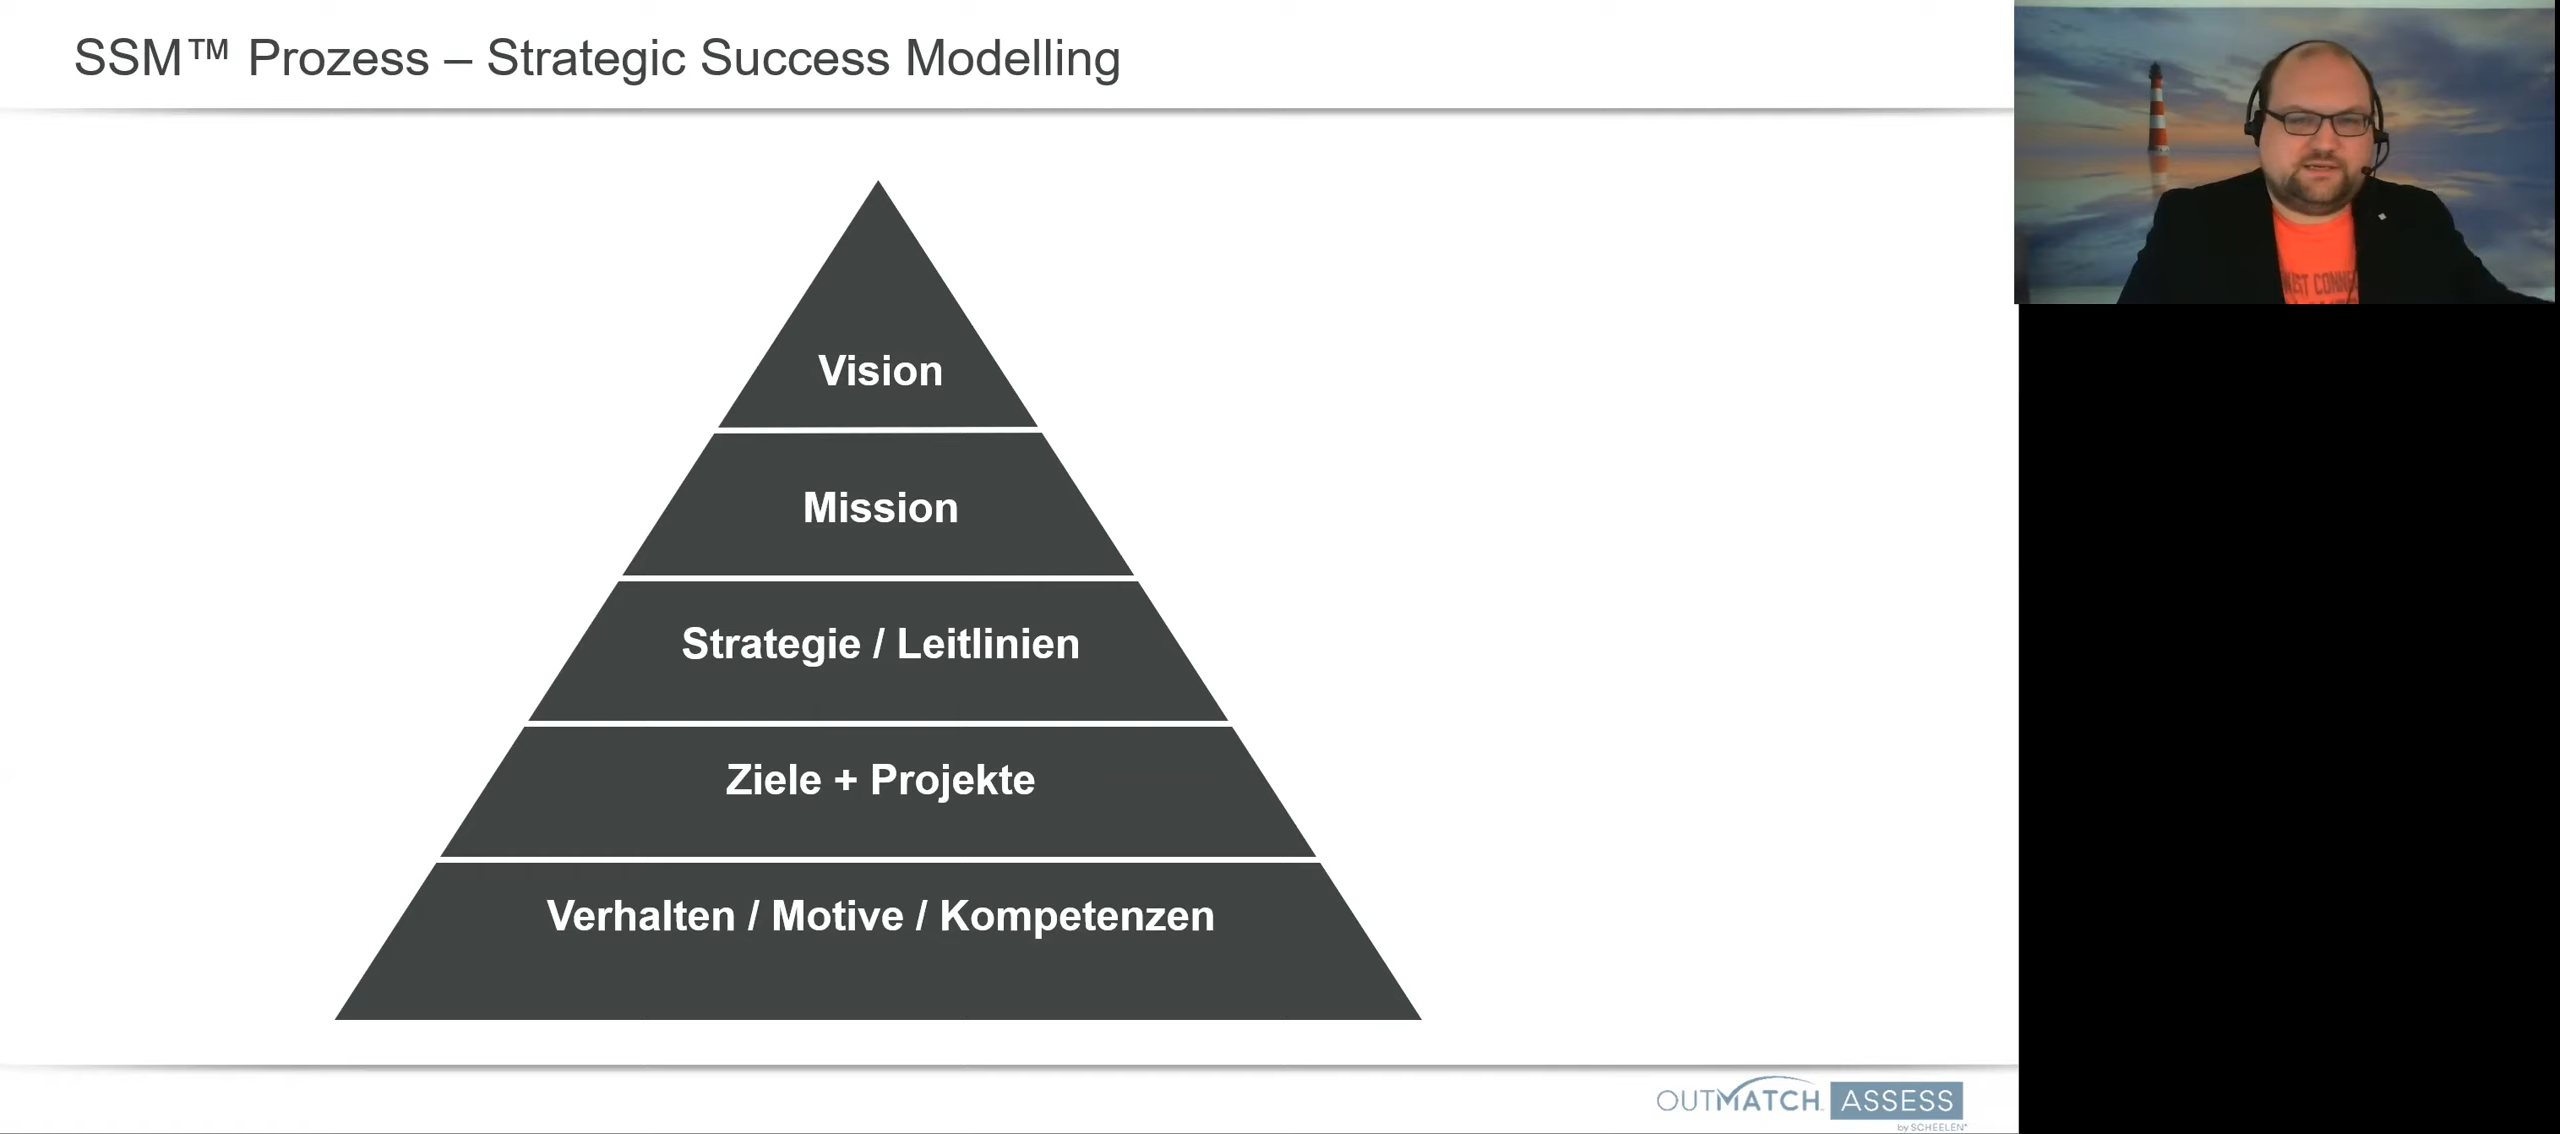 SSM™ Prozess – Strategic Success Modelling
Vision
Mission
Strategie / Leitlinien
Ziele + Projekte
Verhalten / Motive / Kompetenzen
OUTMATCH ASSESS
by SCHEELEN®